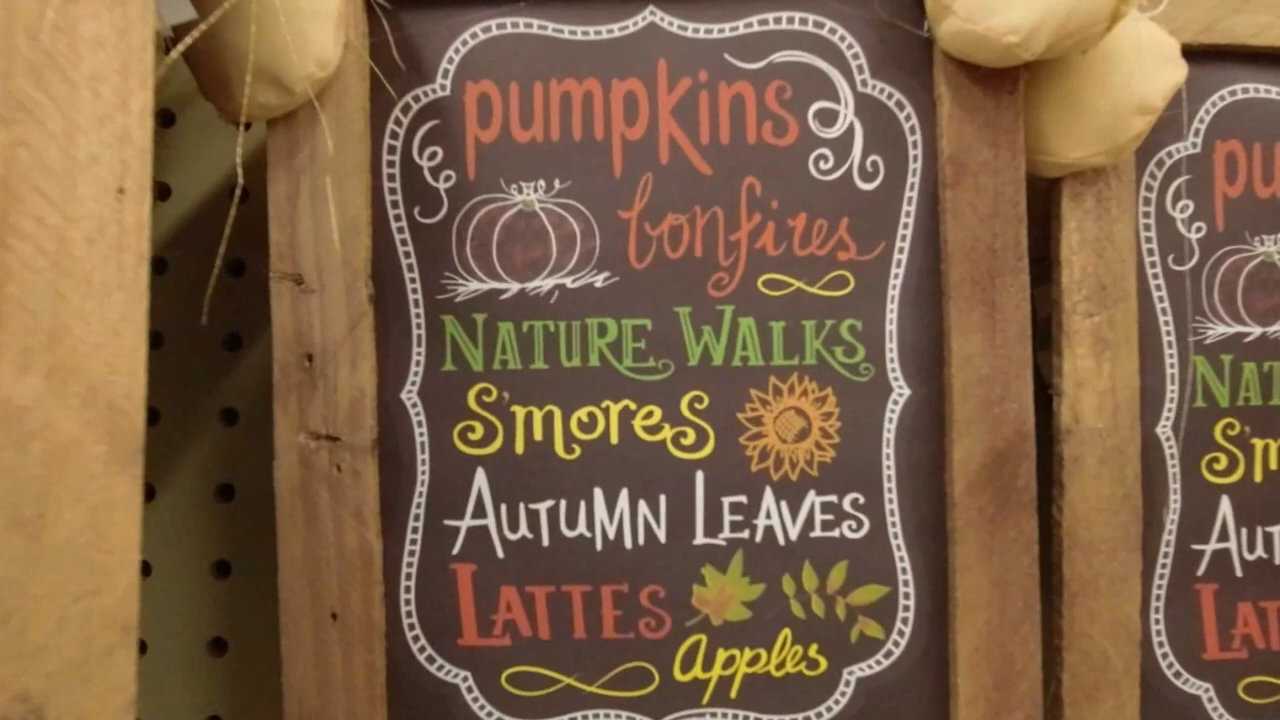 pumpkins
bonfires
NATURE WALKS
S'mores
AUTUMN LEAVES
LATTES
Apples